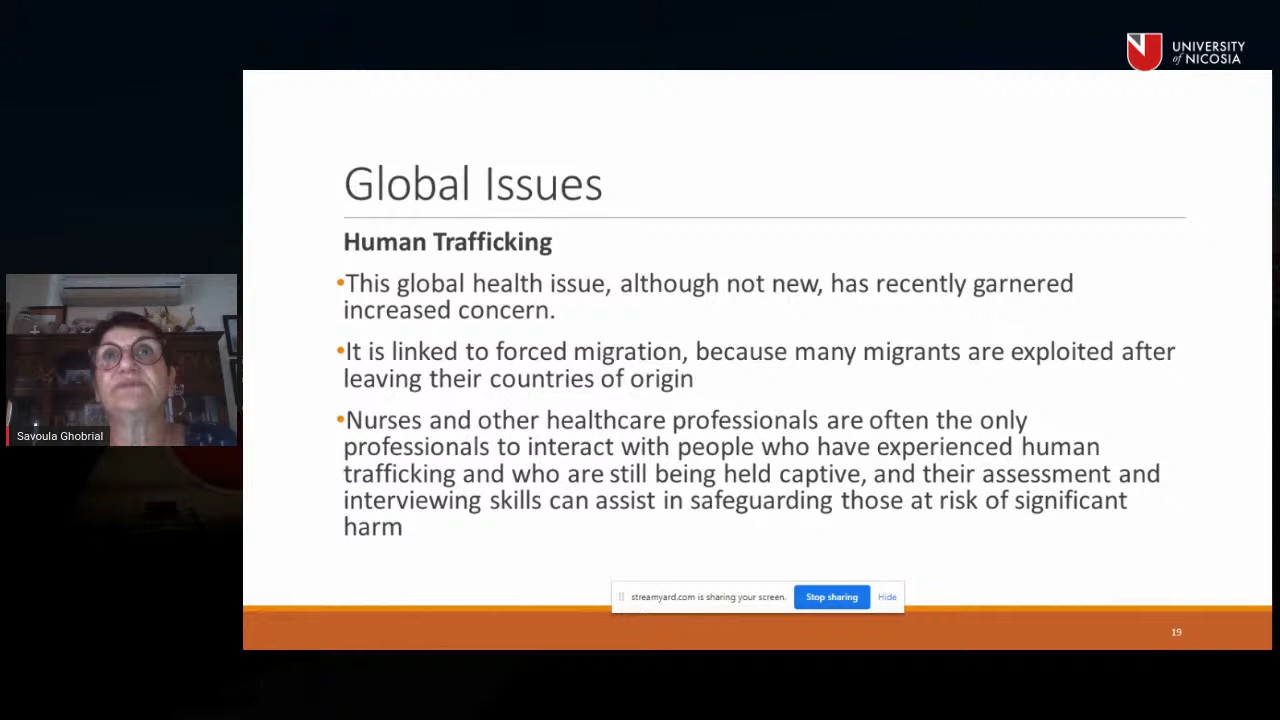 UNIVERSITY
of NICOSIA
Global Issues
Human Trafficking
•This global health issue, although not new, has recently garnered
increased concern.
•It is linked to forced migration, because many migrants are exploited after
leaving their countries of origin
•Nurses and other healthcare professionals are often the only
professionals to interact with people who have experienced human
trafficking and who are still being held captive, and their assessment and
interviewing skills can assist in safeguarding those at risk of significant
harm
Savoula Ghobrial
streamyard.com is sharing your screen. Stop sharing Hide
19